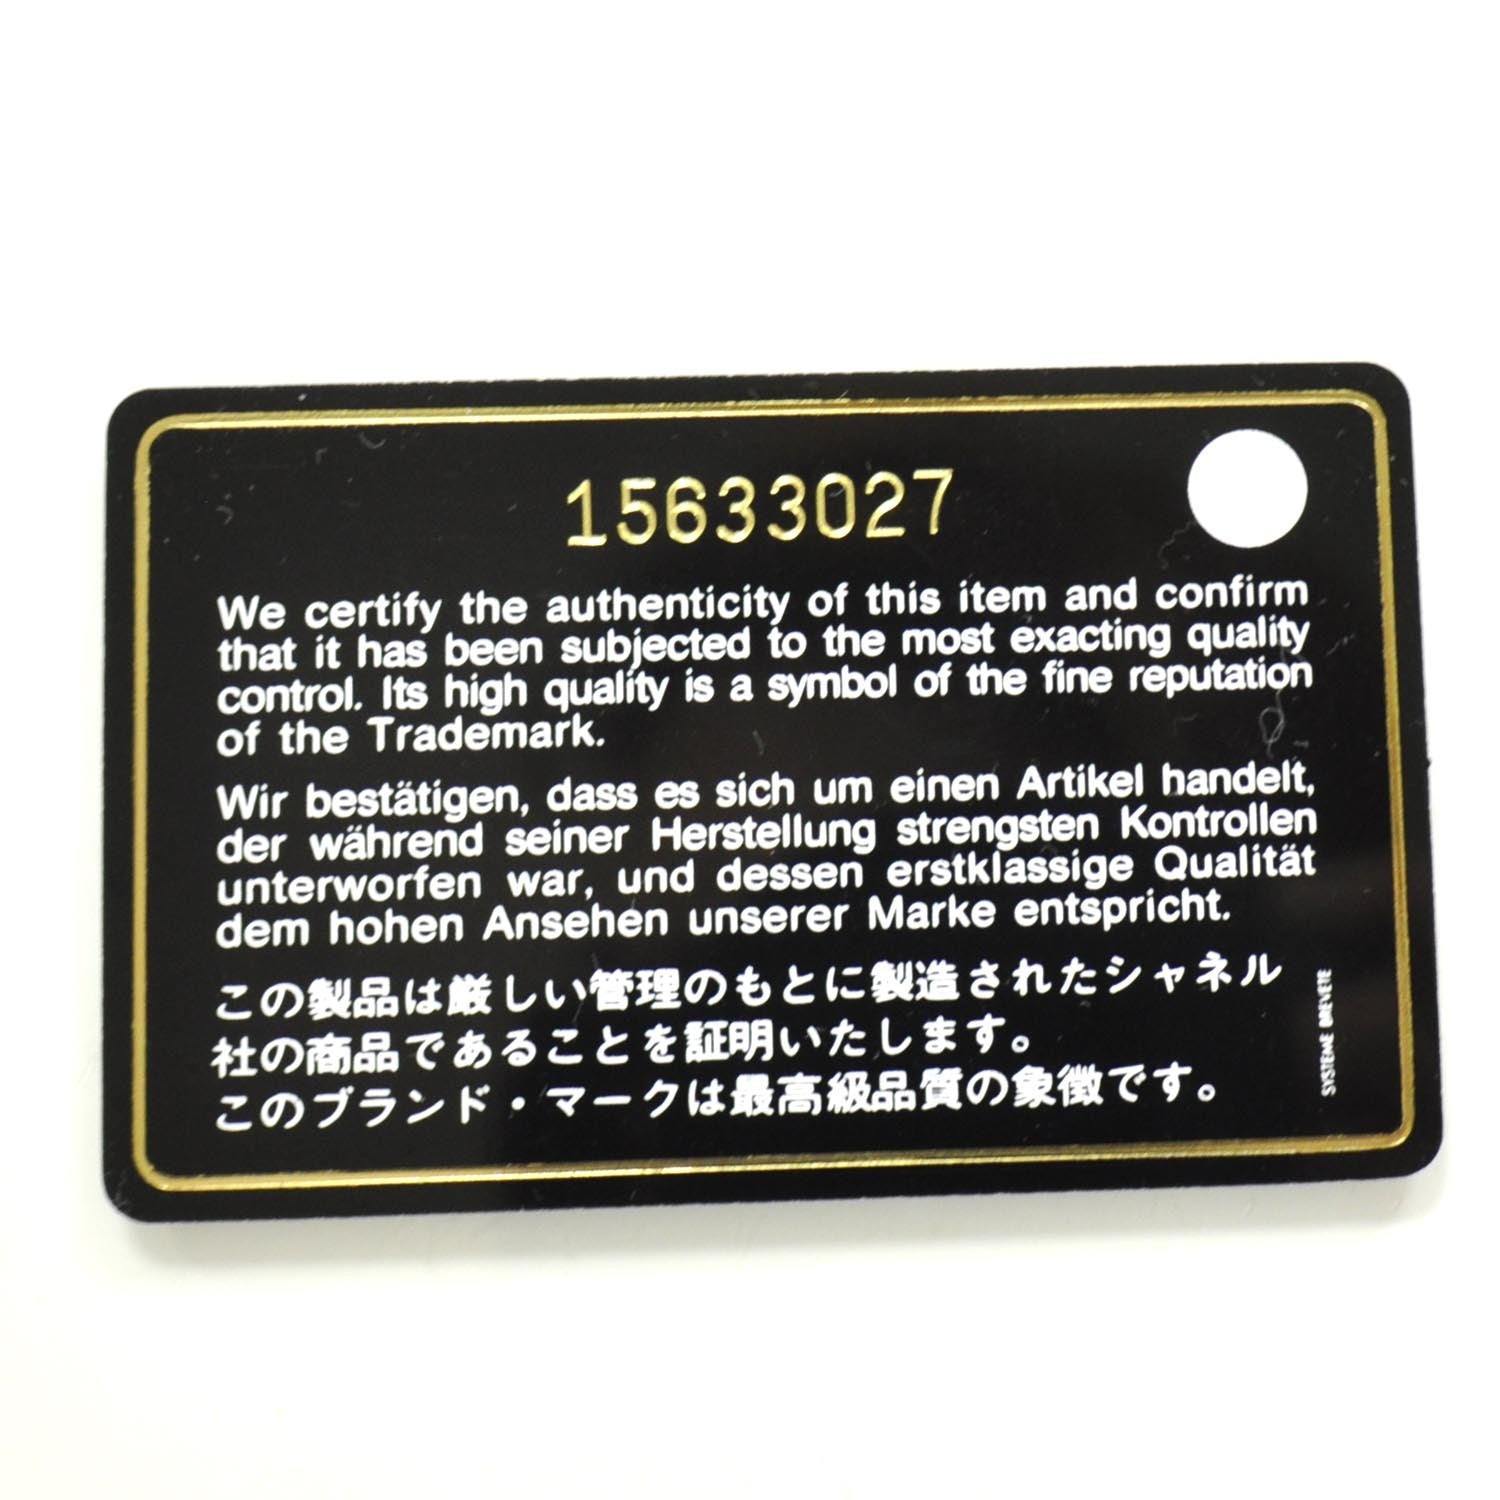 15633027
We certify the authenticity of this item and confirm
that it has been subjected to the most exacting quality
control. Its high quality is a symbol of the fine reputation
of the Trademark.
Wir bestätigen, dass es sich um einen Artikel handelt,
der während seiner Herstellung strengsten Kontrollen
unterworfen war, und dessen erstklassige Qualität
dem hohen Ansehen unserer Marke entspricht.
この製品は厳しい管理のもとに製造されたシャネル
社の商品であることを証明いたします。
このブランド・マークは最高級品質の象徴です。
SYSTEME BREVETE